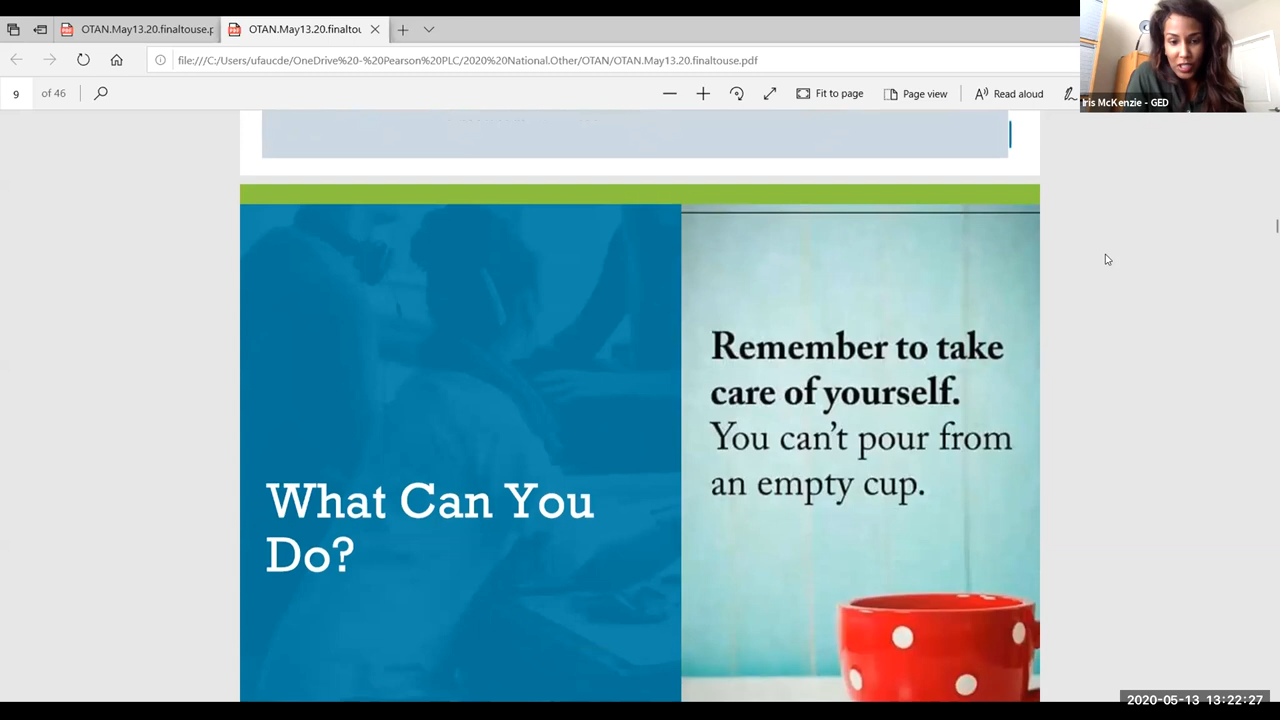 OTAN.May13.20.finaltouse.p
OTAN.May13.20.finaltou
file:///C:/Users/ufaucde/OneDrive%20-%20Pearson%20PLC/2020%20National.Other/OTAN/OTAN.May13.20.finaltouse.pdf
9 of 46
Fit to page
Page view
Read aloud
Iris McKenzie - GED
What Can You
Do?
Remember to take
care of yourself.
You can't pour from
an empty cup.
2020-05-13 13:22:27